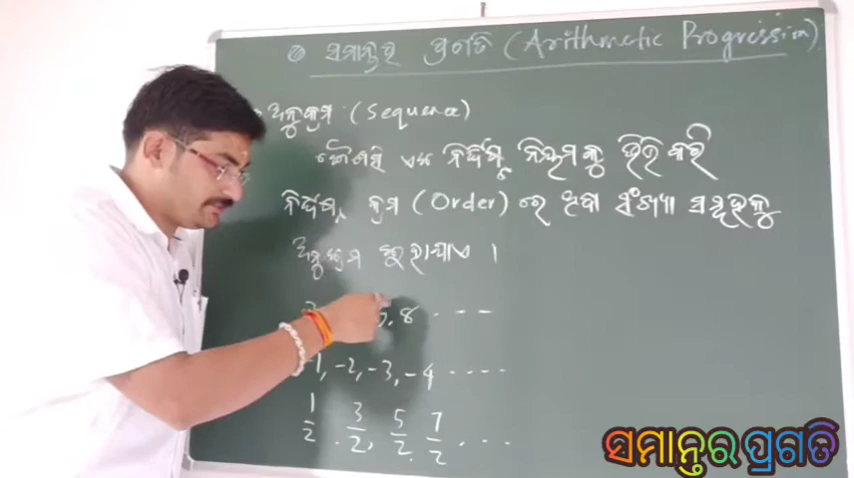 ସମାନ୍ତର ପ୍ରଗତି (Arithmetic Progression)
ଅନୁକ୍ରମ : (Sequence)
କୌଣସି ଏକ ନିର୍ଦ୍ଦିଷ୍ଟ ନିୟମକୁ ଭିତ୍ତି କରି
ନିର୍ଦ୍ଦିଷ୍ଟ କ୍ରମ (Order) ରେ ଥିବା ସଂଖ୍ୟା ସମୂହକୁ
ଅନୁକ୍ରମ କୁହାଯାଏ ।
, 8 . - - -
-1, -2, -3, -4 ....
1/2 . 3/2, 5/2. 7/2 . . .
ସମାନ୍ତର ପ୍ରଗତି